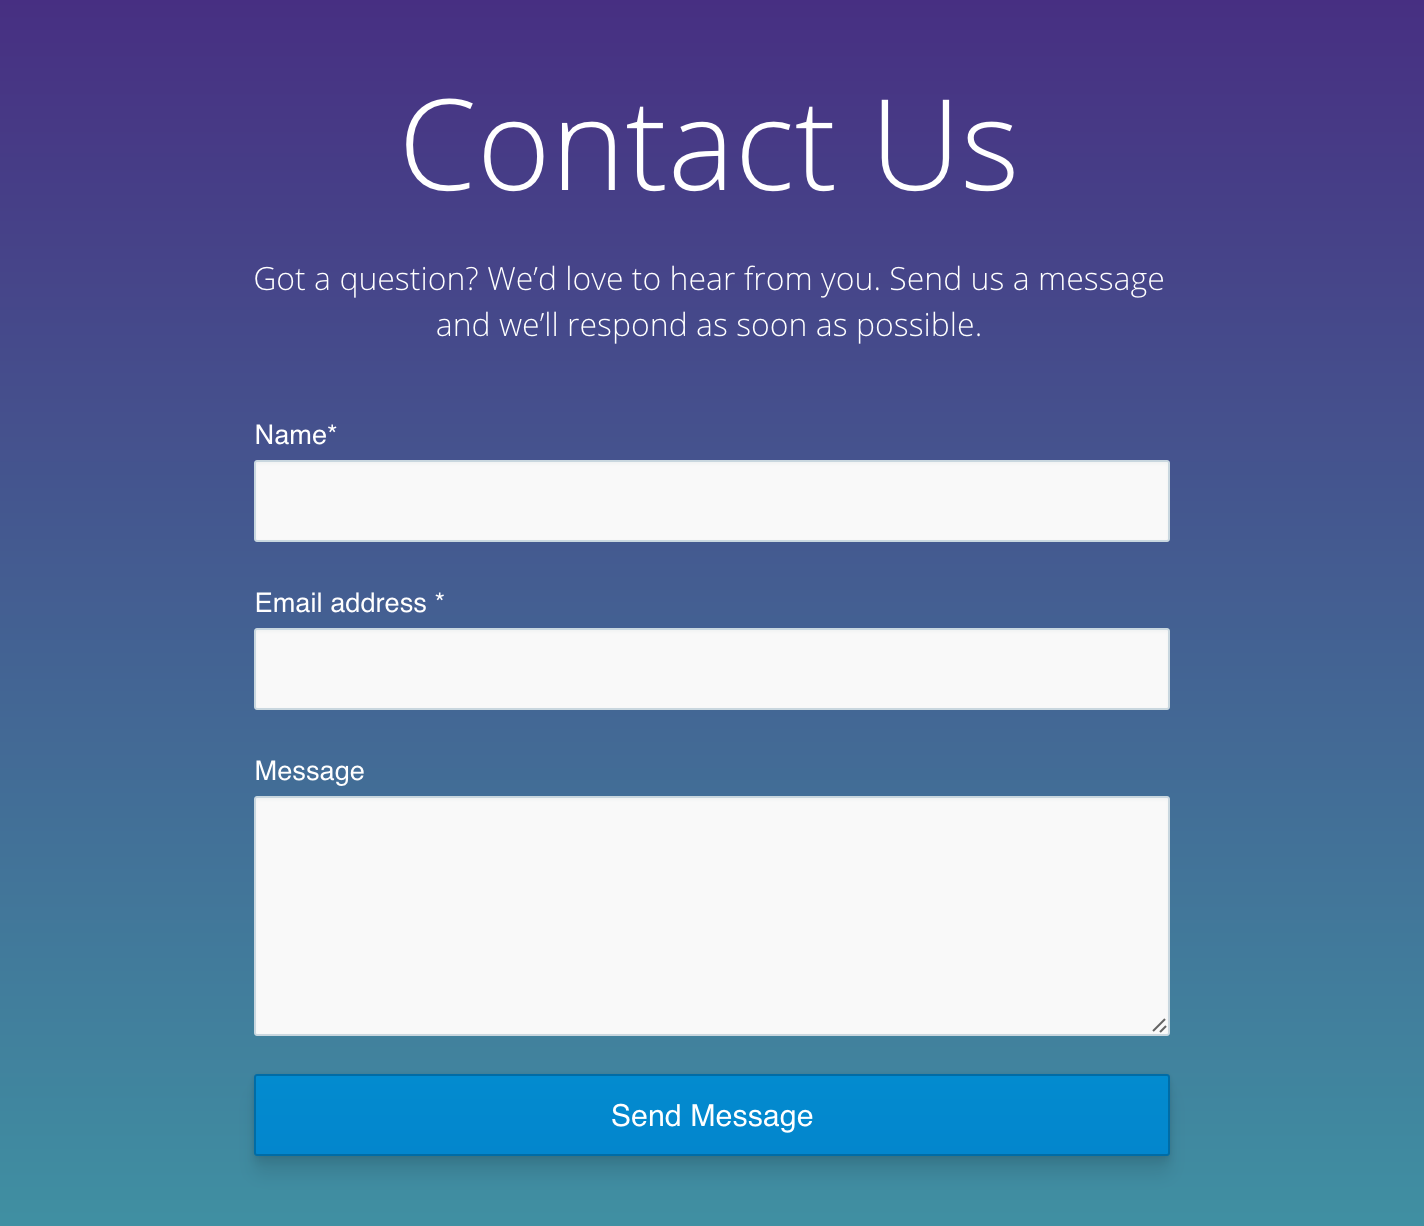 Contact Us
Got a question? We’d love to hear from you. Send us a message
and we’ll respond as soon as possible.
Name*
Email address *
Message
Send Message